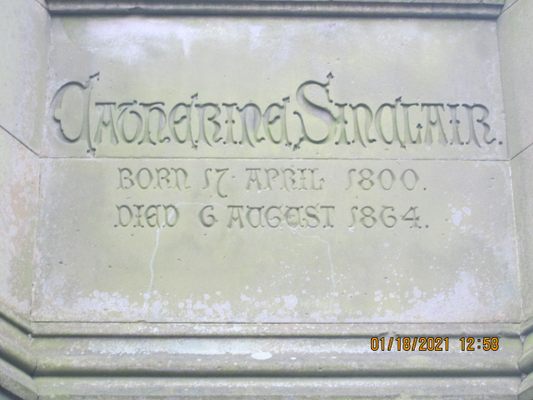 Catherine Sinclair.
BORN 17 APRIL 1800.
DIED 6 AUGUST 1864.
01/18/2021 12:58